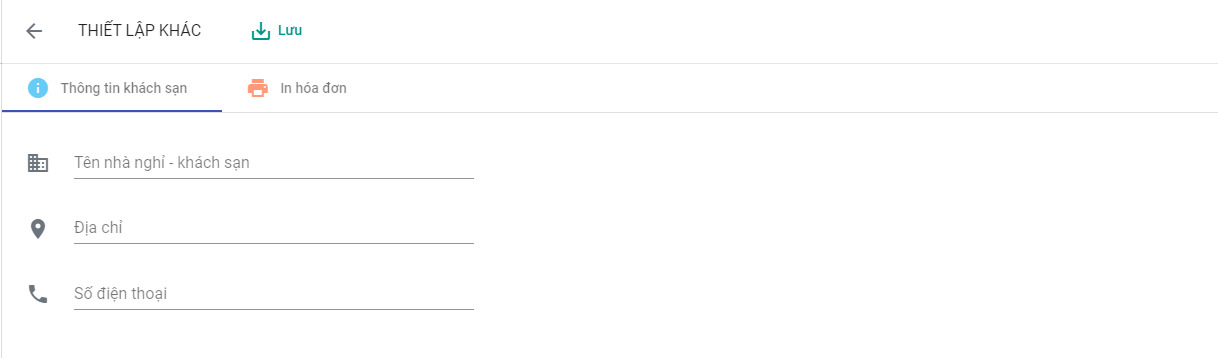 THIẾT LẬP KHÁC
Lưu
Thông tin khách sạn
In hóa đơn
Tên nhà nghỉ - khách sạn
Địa chỉ
Số điện thoại